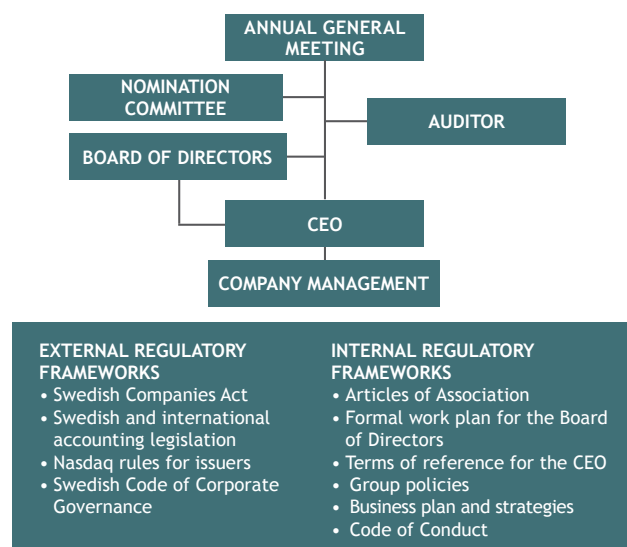 ANNUAL GENERAL
MEETING
NOMINATION
COMMITTEE
AUDITOR
BOARD OF DIRECTORS
CEO
COMPANY MANAGEMENT
EXTERNAL REGULATORY
FRAMEWORKS
• Swedish Companies Act
• Swedish and international
accounting legislation
• Nasdaq rules for issuers
• Swedish Code of Corporate
Governance
INTERNAL REGULATORY
FRAMEWORKS
• Articles of Association
• Formal work plan for the Board
of Directors
• Terms of reference for the CEO
• Group policies
• Business plan and strategies
• Code of Conduct